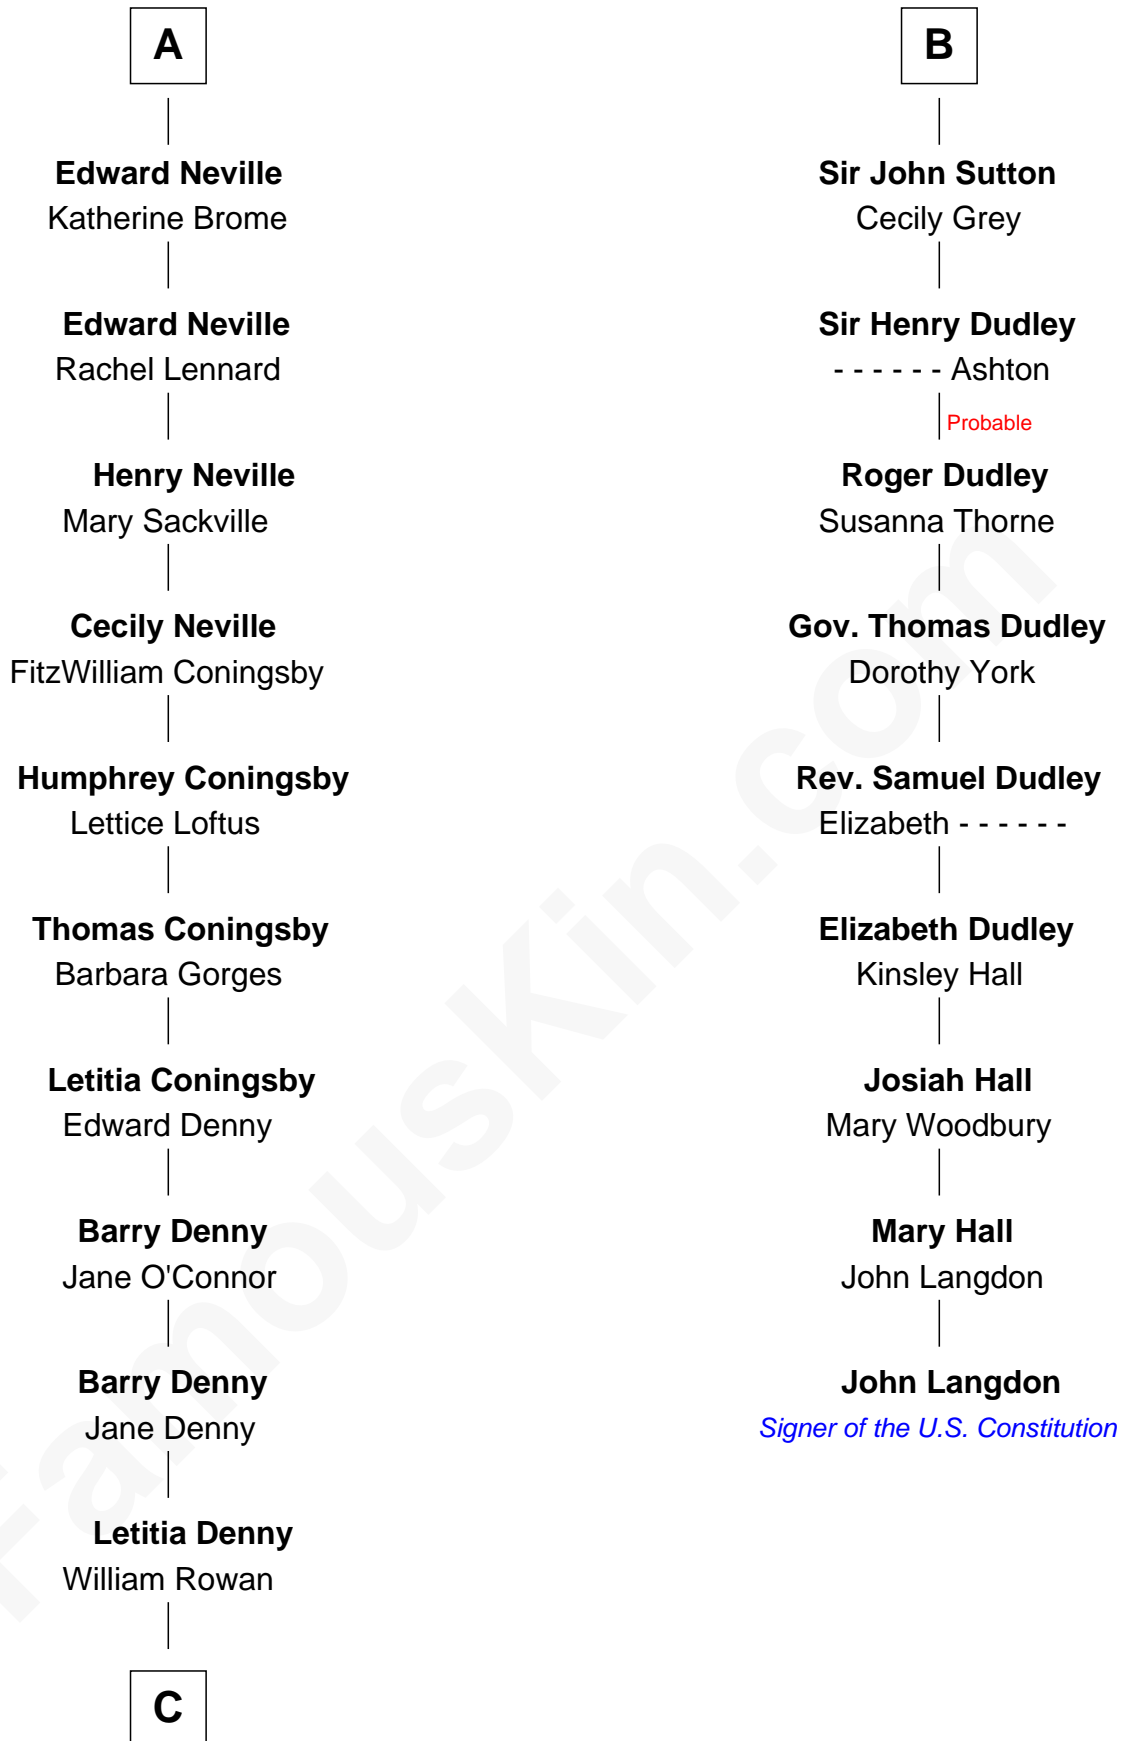 A
Edward Neville
Katherine Brome
Edward Neville
Rachel Lennard
Henry Neville
Mary Sackville
Cecily Neville
FitzWilliam Coningsby
Humphrey Coningsby
Lettice Loftus
Thomas Coningsby
Barbara Gorges
Letitia Coningsby
Edward Denny
Barry Denny
Jane O'Connor
Barry Denny
Jane Denny
Letitia Denny
William Rowan
C
B
Sir John Sutton
Cecily Grey
Sir Henry Dudley
- - - - - - Ashton
Probable
Roger Dudley
Susanna Thorne
Gov. Thomas Dudley
Dorothy York
Rev. Samuel Dudley
Elizabeth - - - - - -
Elizabeth Dudley
Kinsley Hall
Josiah Hall
Mary Woodbury
Mary Hall
John Langdon
John Langdon
Signer of the U.S. Constitution
FamousKin.com